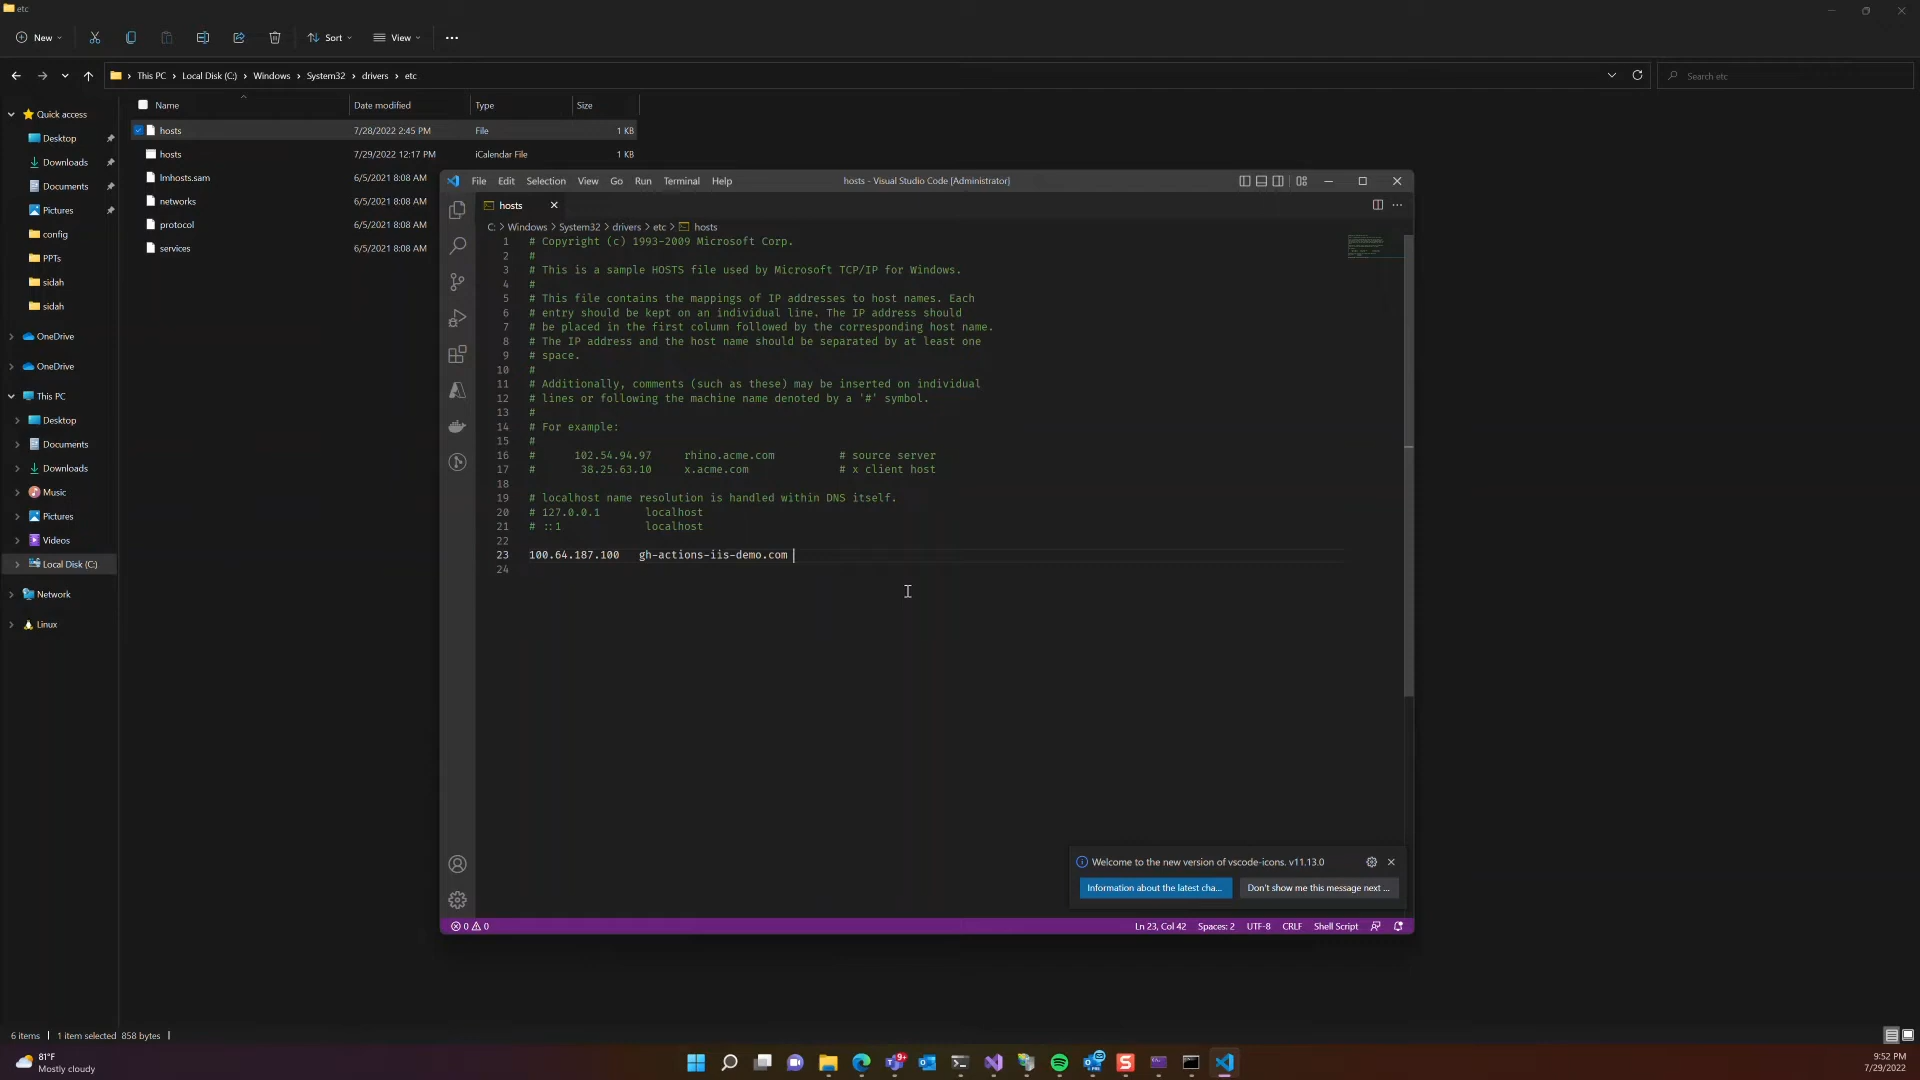 etc
New
Sort
View
This PC > Local Disk (C:) > Windows > System32 > drivers > etc
Search etc
Name Date modified Type Size
hosts 7/28/2022 2:45 PM File 1 KB
hosts 7/29/2022 12:17 PM iCalendar File 1 KB
lmhosts.sam 6/5/2021 8:08 AM
networks 6/5/2021 8:08 AM
protocol 6/5/2021 8:08 AM
services 6/5/2021 8:08 AM
Quick access
Desktop
Downloads
Documents
Pictures
config
PPTs
sidah
sidah
OneDrive
OneDrive
This PC
Desktop
Documents
Downloads
Music
Pictures
Videos
Local Disk (C:)
Network
Linux
File Edit Selection View Go Run Terminal Help
hosts - Visual Studio Code [Administrator]
hosts
C: > Windows > System32 > drivers > etc > hosts
1 # Copyright (c) 1993-2009 Microsoft Corp.
2 #
3 # This is a sample HOSTS file used by Microsoft TCP/IP for Windows.
4 #
5 # This file contains the mappings of IP addresses to host names. Each
6 # entry should be kept on an individual line. The IP address should
7 # be placed in the first column followed by the corresponding host name.
8 # The IP address and the host name should be separated by at least one
9 # space.
10 #
11 # Additionally, comments (such as these) may be inserted on individual
12 # lines or following the machine name denoted by a '#' symbol.
13 #
14 # For example:
15 #
16 # 102.54.94.97 rhino.acme.com # source server
17 # 38.25.63.10 x.acme.com # x client host
18
19 # localhost name resolution is handled within DNS itself.
20 # 127.0.0.1 localhost
21 # ::1 localhost
22
23 100.64.187.100 gh-actions-iis-demo.com
24
Welcome to the new version of vscode-icons. v11.13.0
Information about the latest cha...
Don't show me this message next ...
0 0
Ln 23, Col 42 Spaces: 2 UTF-8 CRLF Shell Script
6 items 1 item selected 858 bytes
81°F
Mostly cloudy
9+
S
9:52 PM
7/29/2022